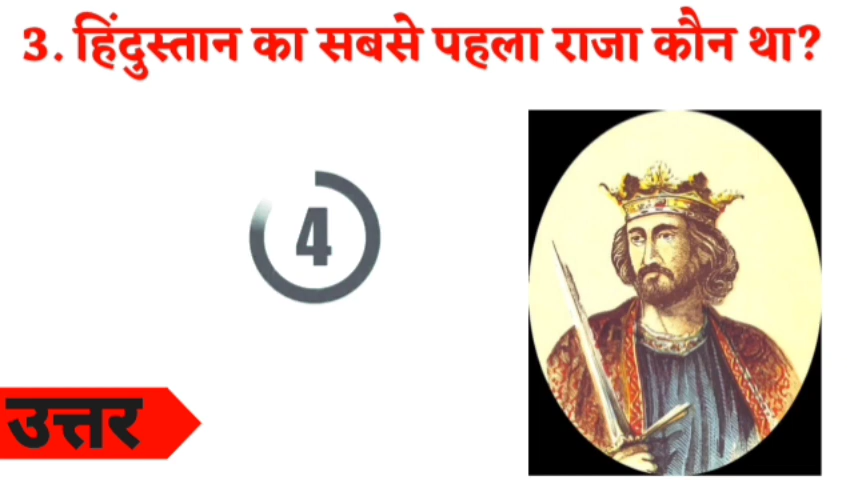 3. हिंदुस्तान का सबसे पहला राजा कौन था?
4
उत्तर